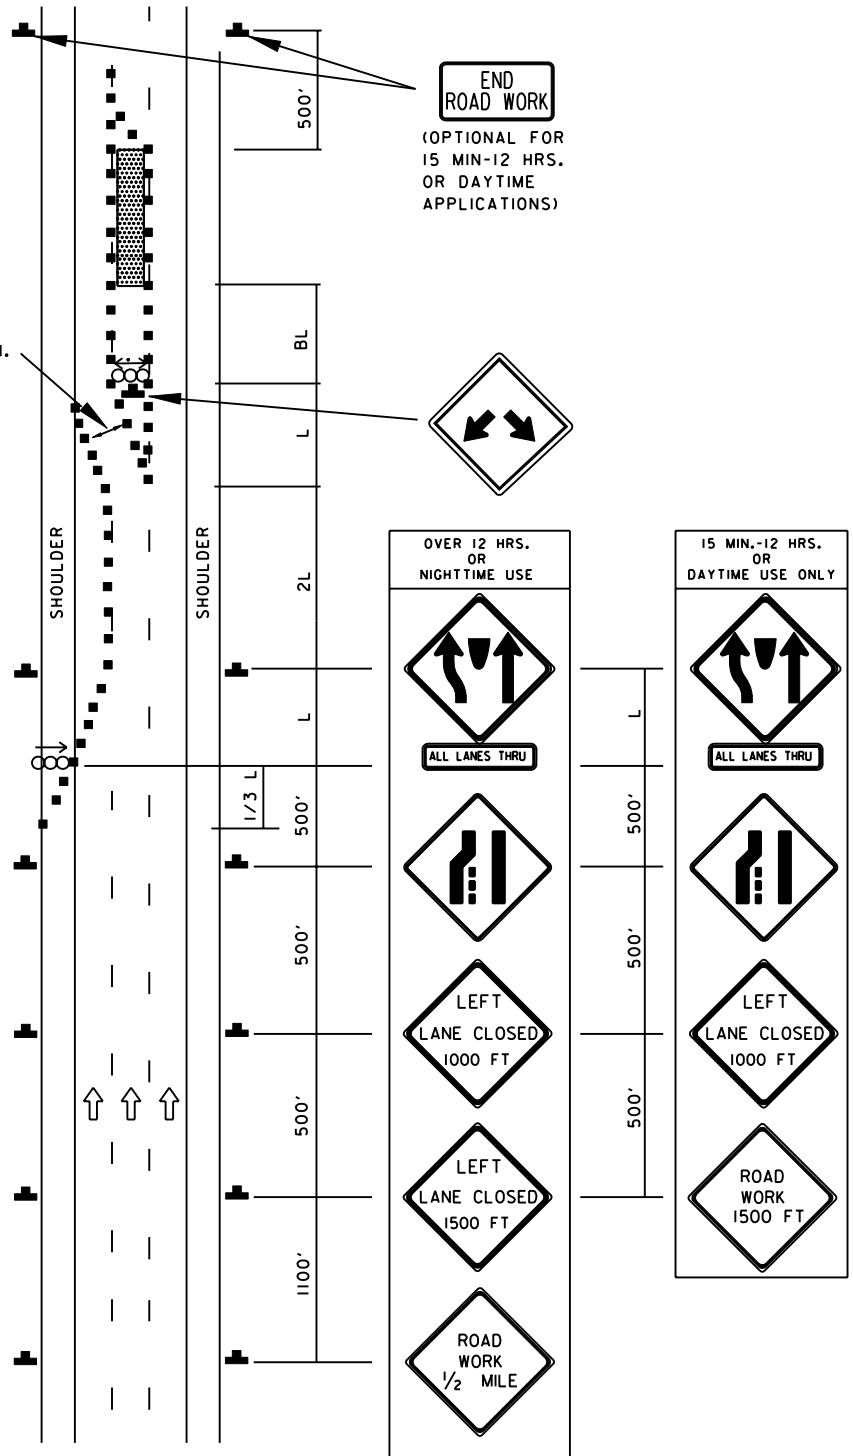 END
ROAD WORK
(OPTIONAL FOR
15 MIN-12 HRS.
OR DAYTIME
APPLICATIONS)
500'
BL
L
2L
L
1/3 L
500'
500'
500'
1100'
SHOULDER
SHOULDER
OVER 12 HRS.
OR
NIGHTTIME USE
ALL LANES THRU
LEFT
LANE CLOSED
1000 FT
LEFT
LANE CLOSED
1500 FT
ROAD
WORK
1/2 MILE
L
500'
500'
500'
15 MIN.-12 HRS.
OR
DAYTIME USE ONLY
ALL LANES THRU
LEFT
LANE CLOSED
1000 FT
ROAD
WORK
1500 FT